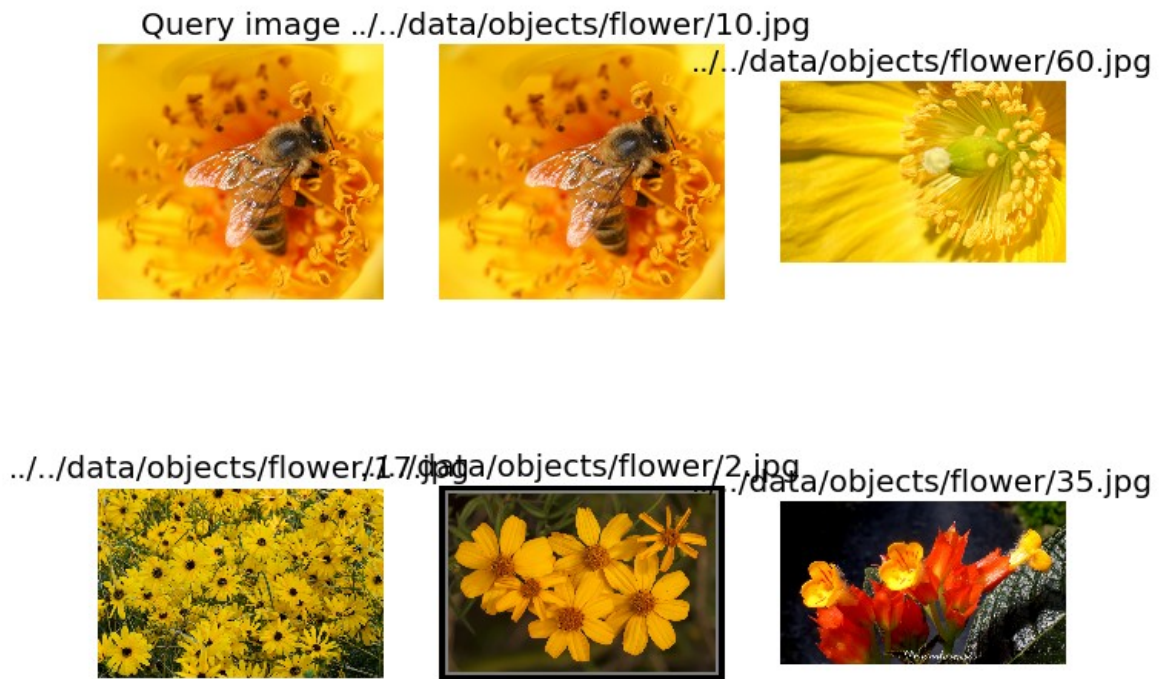 Query image
../../data/objects/flower/10.jpg
../../data/objects/flower/60.jpg
../../data/objects/flower/17.jpg
../../data/objects/flower/2.jpg
../../data/objects/flower/35.jpg